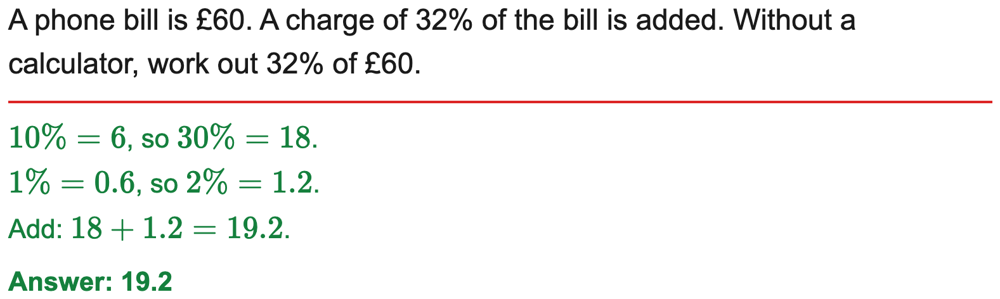 A phone bill is £60. A charge of 32% of the bill is added. Without a
calculator, work out 32% of £60.
10% = 6, so 30% = 18.
1% = 0.6, so 2% = 1.2.
Add: 18 + 1.2 = 19.2.
Answer: 19.2